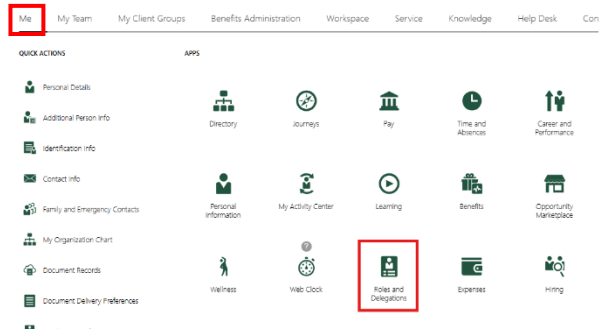 Me My Team My Client Groups Benefits Administration Workspace Service Knowledge Help Desk Con
QUICK ACTIONS APPS
Personal Details
Additional Person Info
Identification Info
Contact Info
Family and Emergency Contacts
My Organization Chart
Document Records
Document Delivery Preferences
Directory Journeys Pay Time and Absences Career and Performance
Personal Information My Activity Center Learning Benefits Opportunity Marketplace
?
Wellness Web Clock Roles and Delegations Expenses Hiring